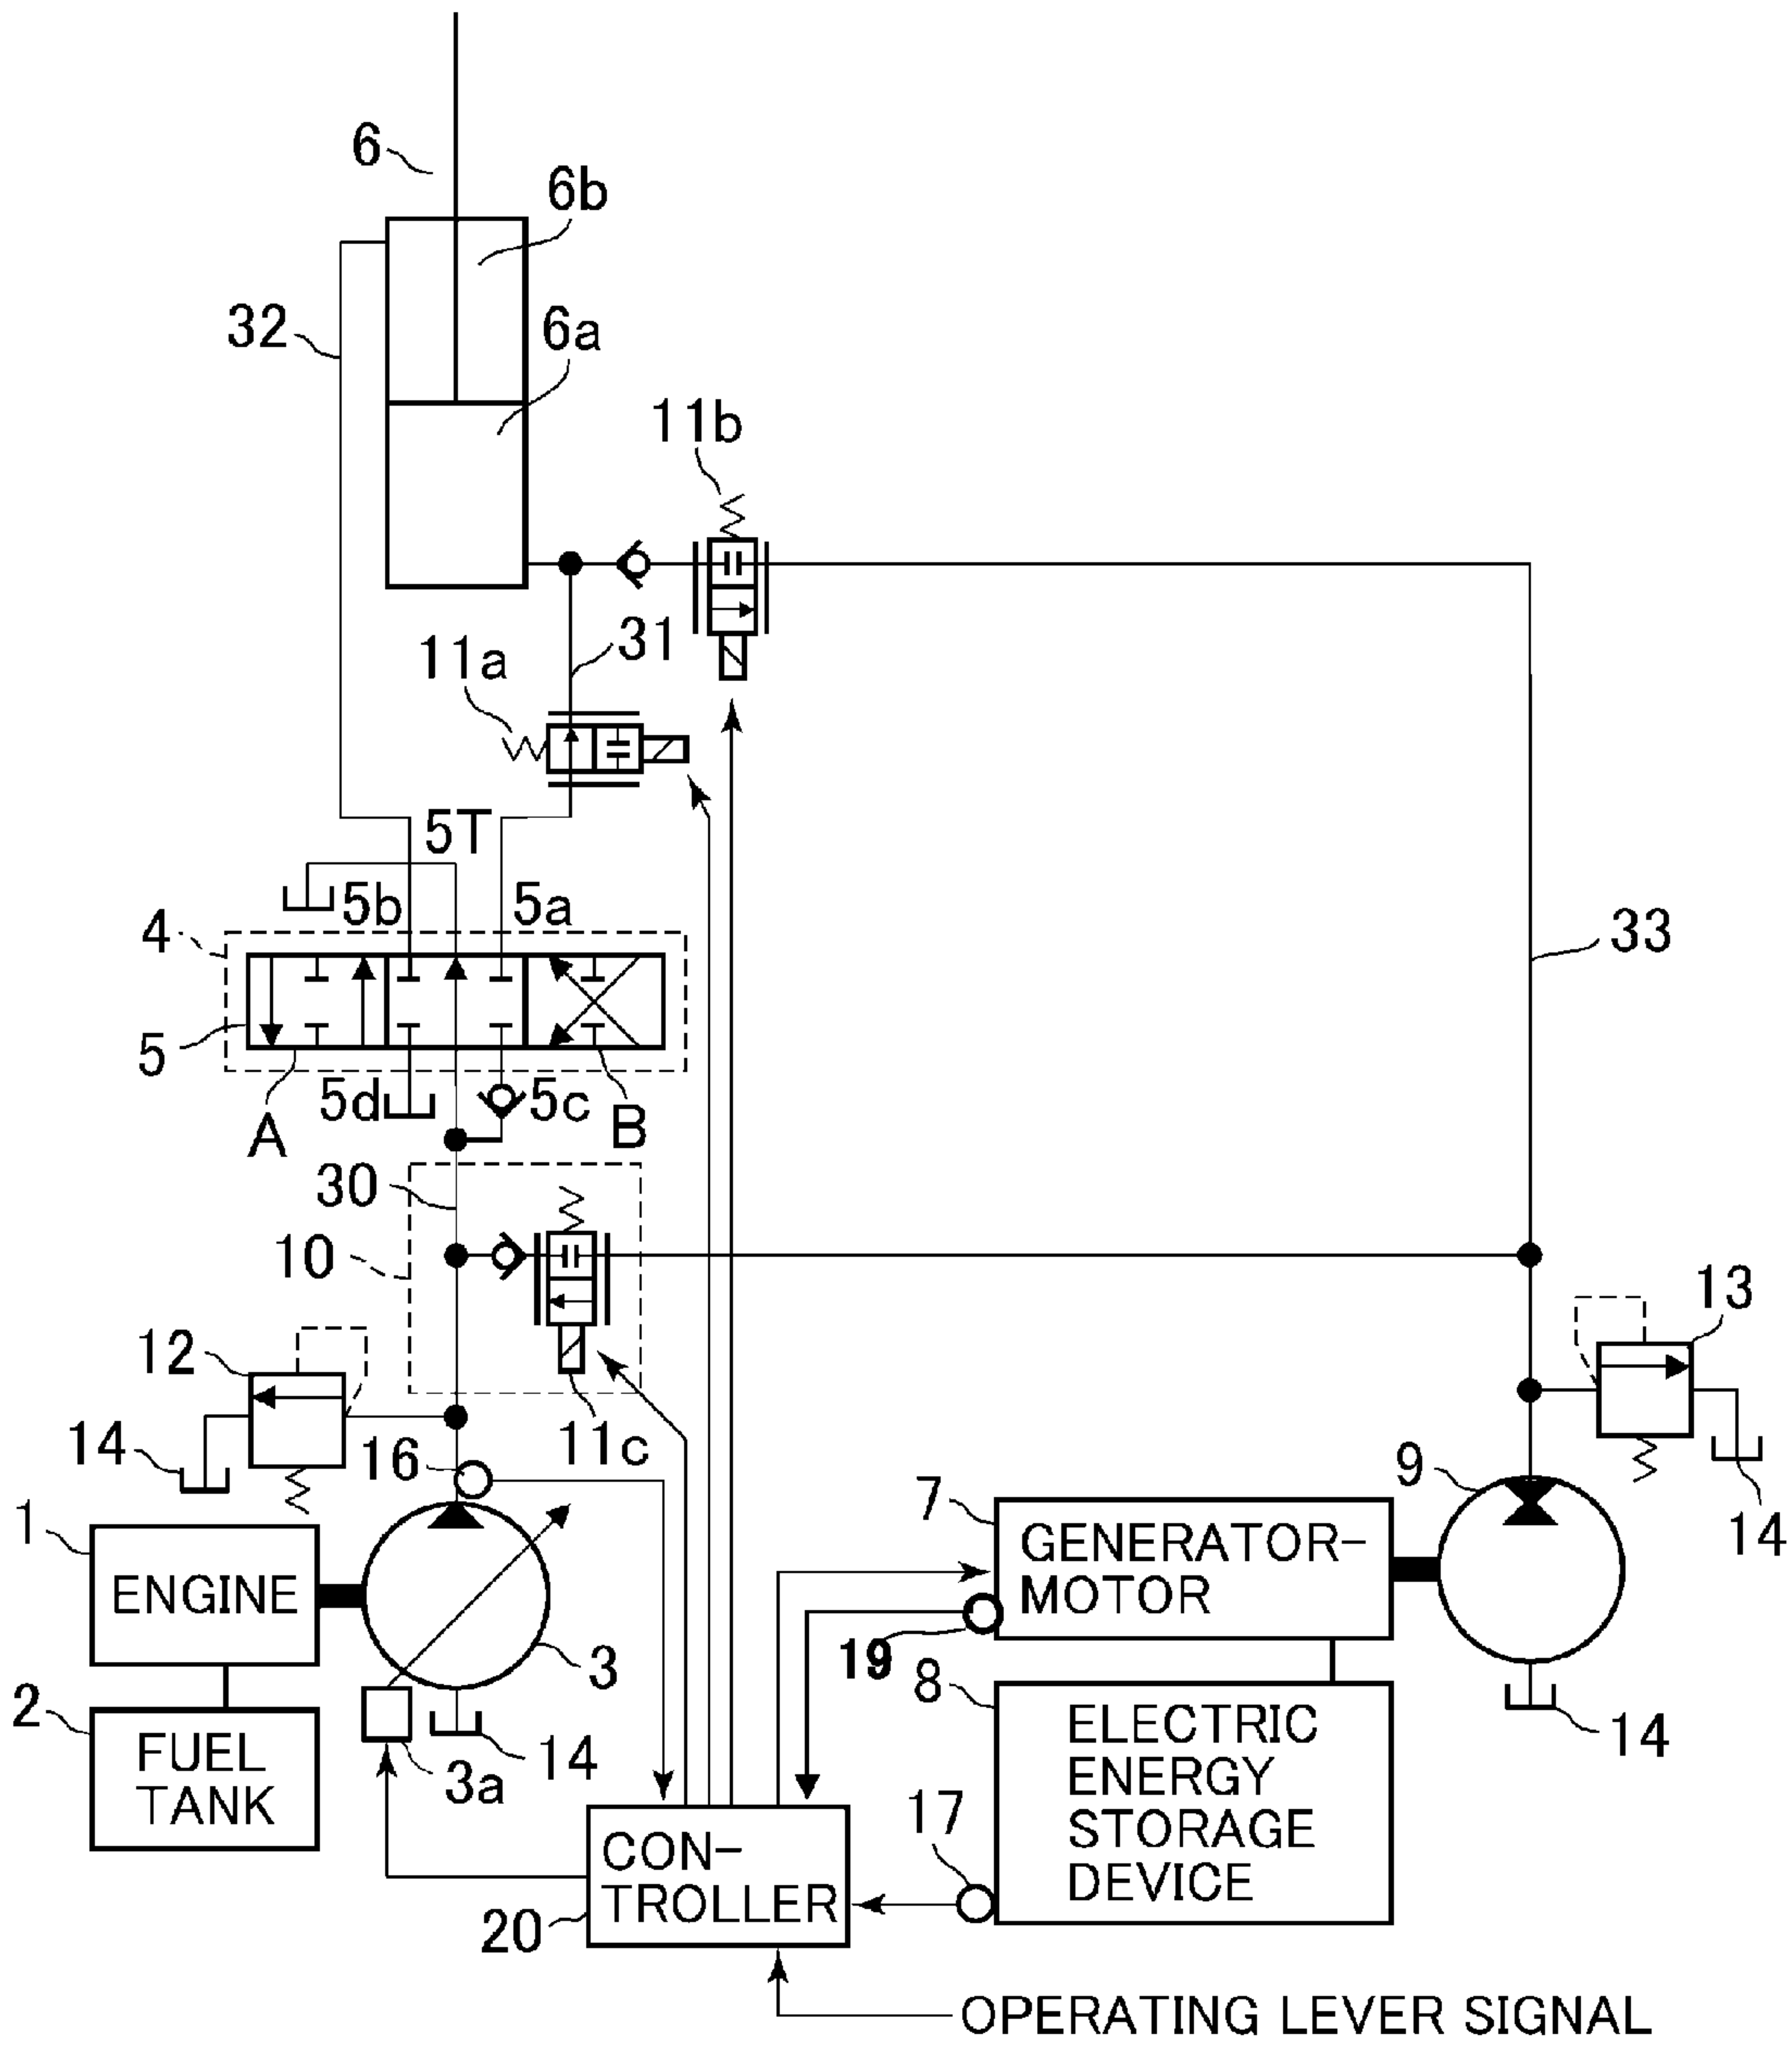 6
6b
32
6a
11b
31
11a
5T
5b
5a
4
33
5
5d
5c
A
B
30
10
13
12
14
16
11c
9
7
1
GENERATOR-
MOTOR
14
ENGINE
19
3
8
2
ELECTRIC
ENERGY
STORAGE
DEVICE
14
FUEL
TANK
14
3a
17
CON-
TROLLER
20
OPERATING LEVER SIGNAL